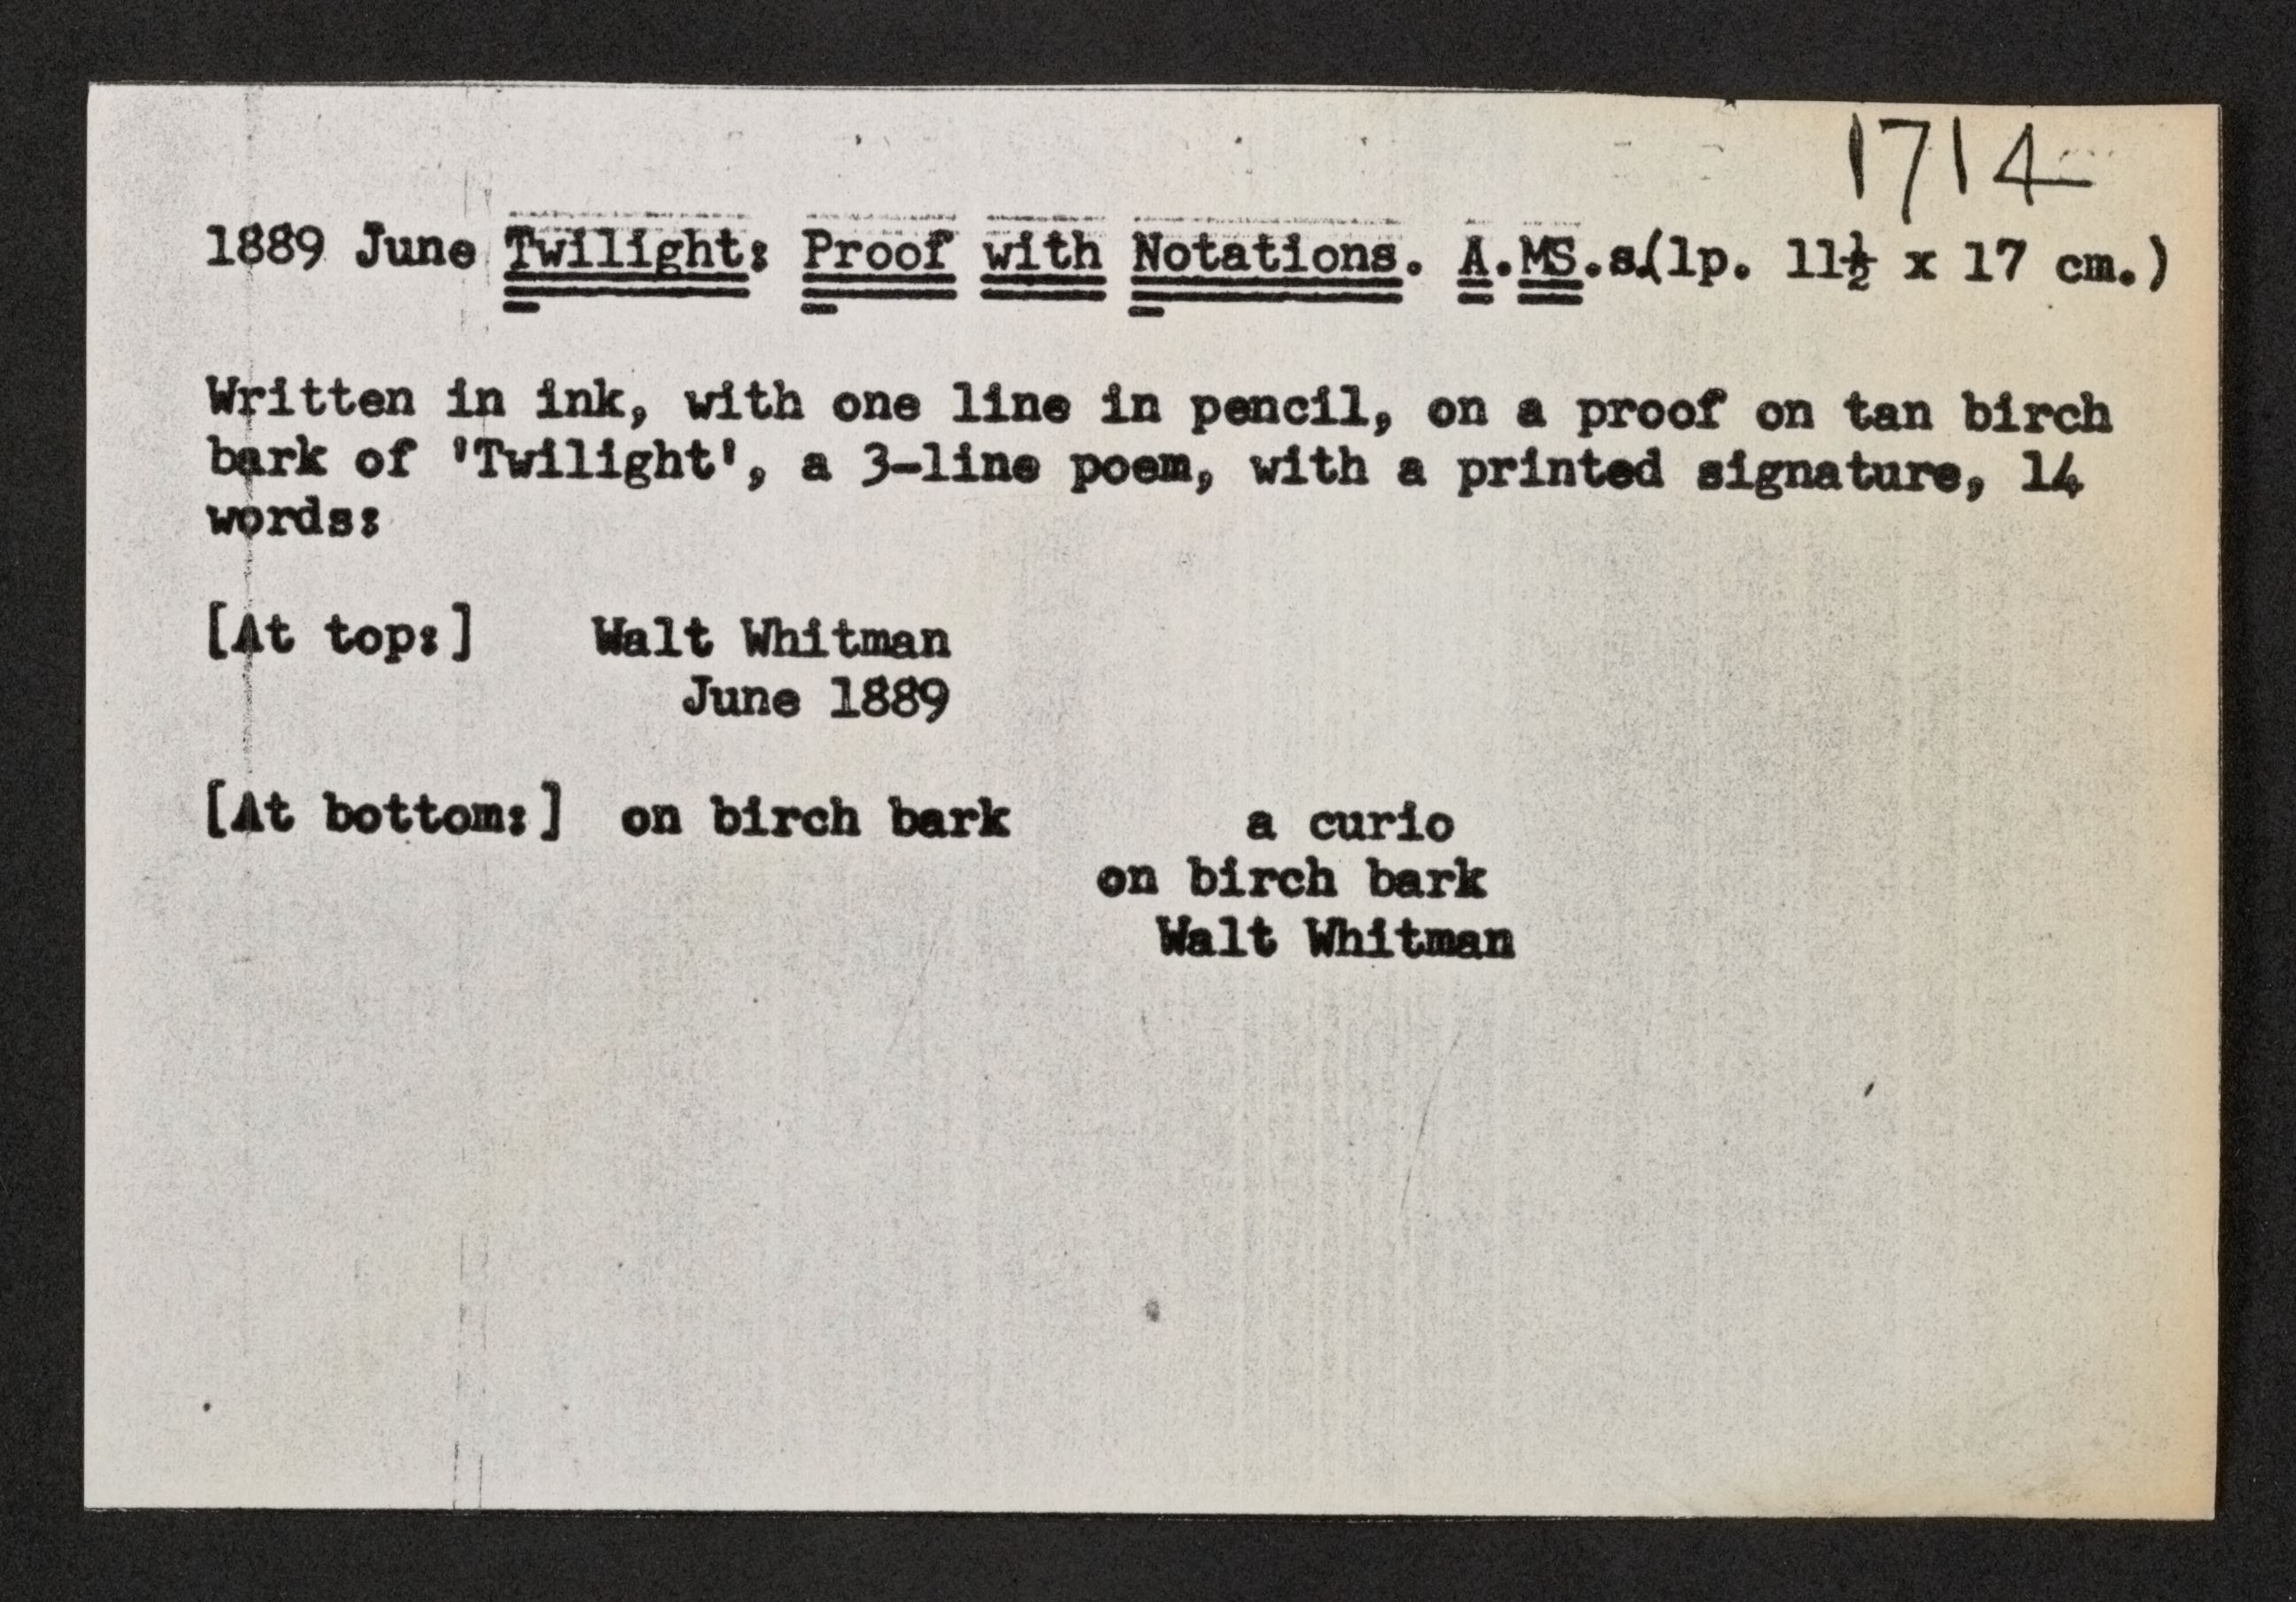 1714
1889 June Twilight: Proof with Notations. A.MS.s.(1p. 11½ x 17 cm.)
Written in ink, with one line in pencil, on a proof on tan birch
bark of 'Twilight', a 3-line poem, with a printed signature, 14
words:
[At top:] Walt Whitman
June 1889
[At bottom:] on birch bark a curio
on birch bark
Walt Whitman